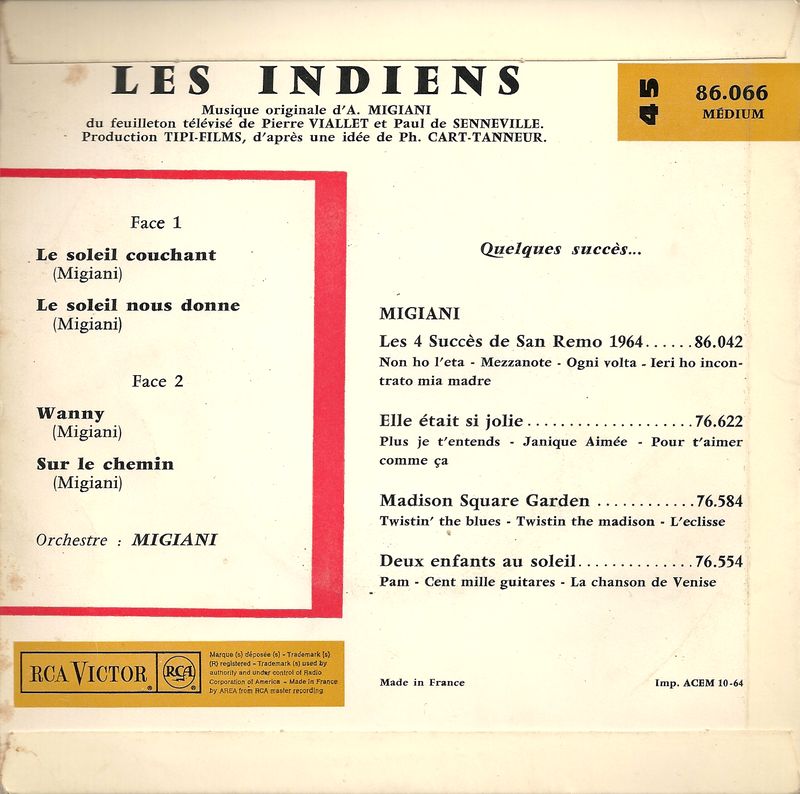 LES INDIENS
Musique originale d'A. MIGIANI
du feuilleton télévisé de Pierre VIALLET et Paul de SENNEVILLE.
Production TIPI-FILMS, d'après une idée de Ph. CART-TANNEUR.
45
86.066
MÉDIUM
Face 1
Le soleil couchant
(Migiani)
Le soleil nous donne
(Migiani)
Face 2
Wanny
(Migiani)
Sur le chemin
(Migiani)
Orchestre : MIGIANI
Quelques succès...
MIGIANI
Les 4 Succès de San Remo 1964......86.042
Non ho l'eta - Mezzanote - Ogni volta - Ieri ho incon-
trato mia madre
Elle était si jolie....................76.622
Plus je t'entends - Janique Aimée - Pour t'aimer
comme ça
Madison Square Garden ............76.584
Twistin' the blues - Twistin the madison - L'eclisse
Deux enfants au soleil..............76.554
Pam - Cent mille guitares - La chanson de Venise
RCA VICTOR ® RCA ®
Marque (s) déposée (s) - Trademark (s)
(R) registered - Trademark (s) used by
authority and under control of Radio
Corporation of America - Made in France
by AREA from RCA master recording
Made in France
Imp. ACEM 10-64